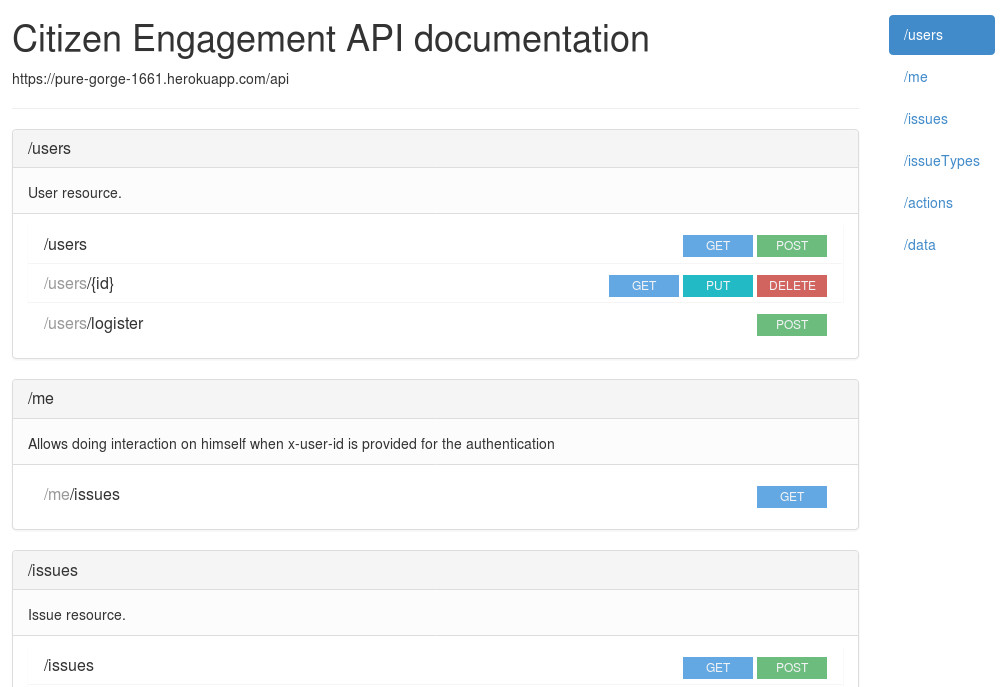 Citizen Engagement API documentation
https://pure-gorge-1661.herokuapp.com/api
/users
User resource.
/users GET POST
/users/{id} GET PUT DELETE
/users/logister POST
/me
Allows doing interaction on himself when x-user-id is provided for the authentication
/me/issues GET
/issues
Issue resource.
/issues GET POST
/users
/me
/issues
/issueTypes
/actions
/data